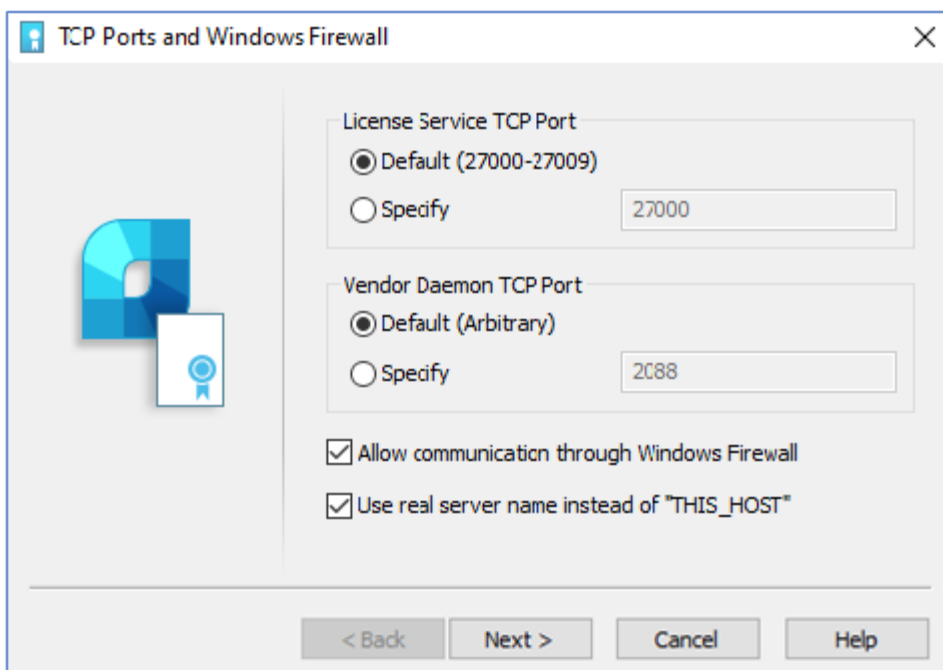 TCP Ports and Windows Firewall
License Service TCP Port
Default (27000-27009)
Specify 27000
Vendor Daemon TCP Port
Default (Arbitrary)
Specify 2088
Allow communication through Windows Firewall
Use real server name instead of "THIS_HOST"
< Back Next > Cancel Help